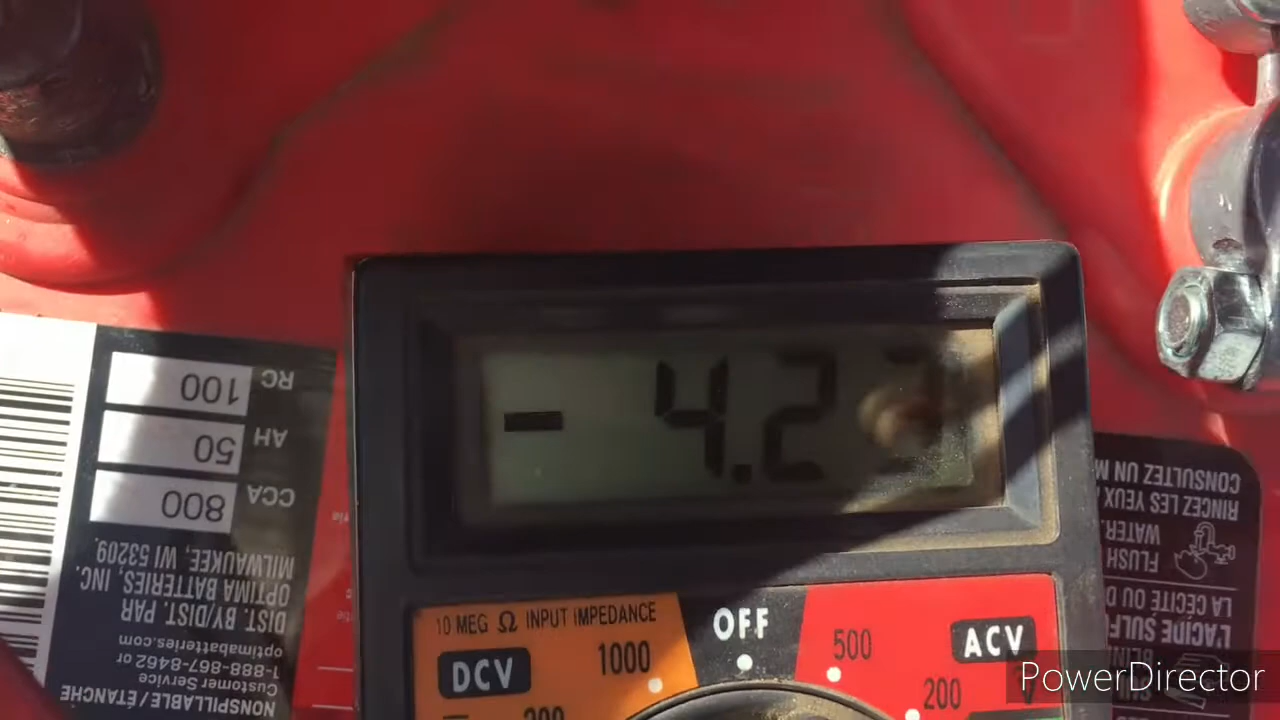 - 4.2
10 MEG Ω INPUT IMPEDANCE
DCV
1000
OFF
500
ACV
200
200
V
RC 100
AH 50
CCA 800
DIST. BY/DIST. PAR
OPTIMA BATTERIES, INC.
MILWAUKEE, WI 53209.
optimabatteries.com
1-888-867-8462
Customer Service or
NONSPILLABLE / ÉTANCHE
CONSULTEZ UN M
RINCEZ LES YEUX
FLUSH
WATER.
LA CÉCITÉ OU D
L'ACIDE SULF
PowerDirector